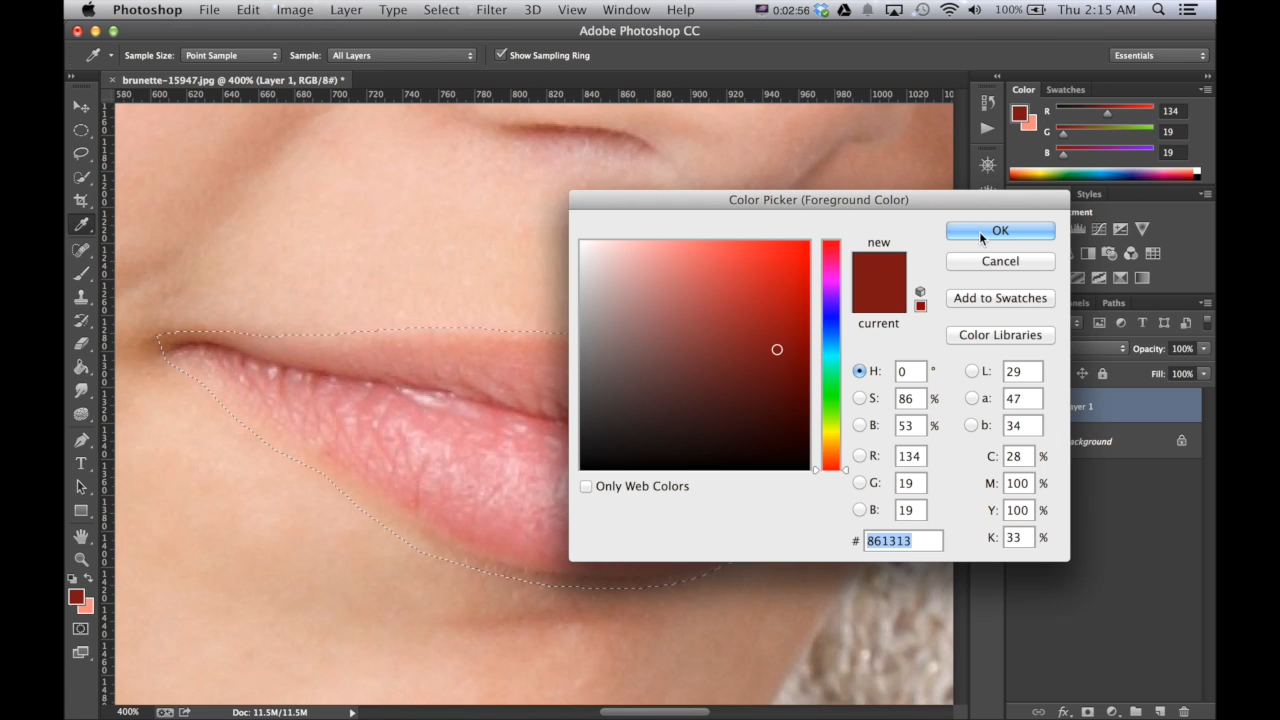 Photoshop File Edit Image Layer Type Select Filter 3D View Window Help 0:02:56 100% Thu 2:15 AM
Adobe Photoshop CC
Sample Size: Point Sample Sample: All Layers Show Sampling Ring Essentials
brunette-15947.jpg @ 400% (Layer 1, RGB/8#) *
580 600 620 640 660 680 700 720 740 760 780 800 820 840 860 880 900 920 940 960 980 1000 1020
Color Swatches
R 134
G 19
B 19
Styles
Color Picker (Foreground Color)
new
current
OK
Cancel
Add to Swatches
Color Libraries
H: 0 °
S: 86 %
B: 53 %
R: 134
G: 19
B: 19
# 861313
L: 29
a: 47
b: 34
C: 28 %
M: 100 %
Y: 100 %
K: 33 %
Only Web Colors
Paths
Opacity: 100%
Fill: 100%
ayer 1
ackground
400% Doc: 11.5M/11.5M